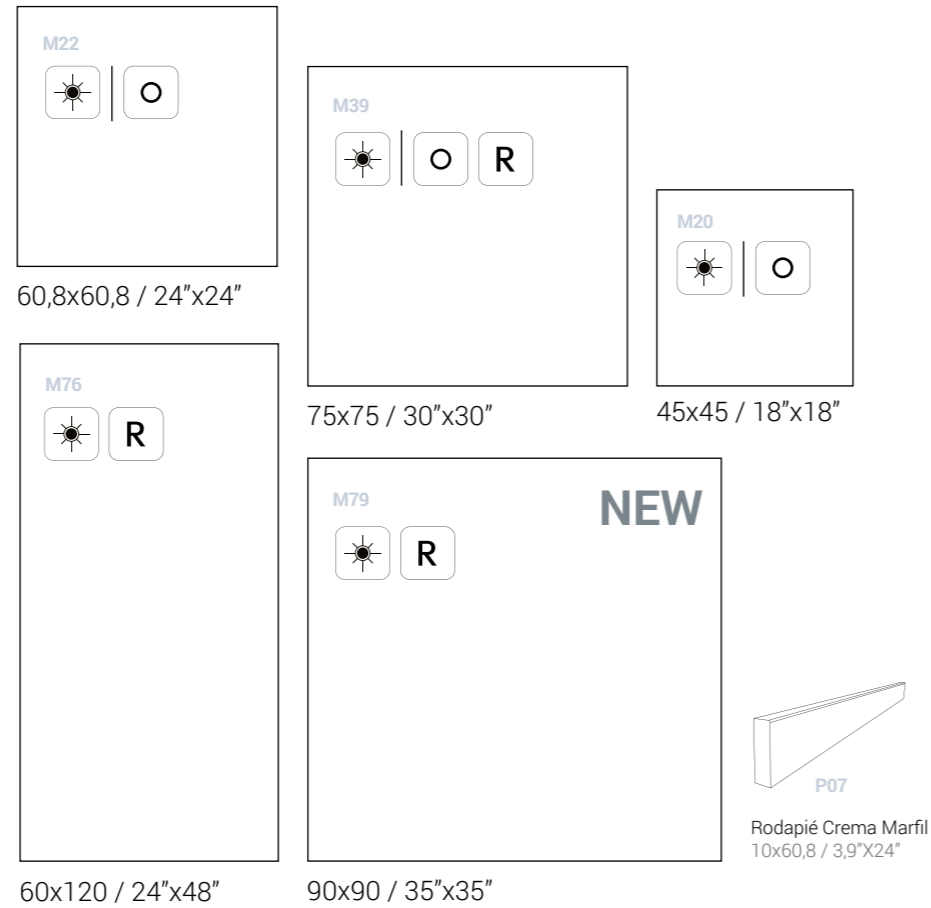 M22
O
60,8x60,8 / 24”x24”
M39
O R
75x75 / 30”x30”
M20
O
45x45 / 18”x18”
M76
R
60x120 / 24”x48”
M79
NEW
R
90x90 / 35”x35”
P07
Rodapié Crema Marfil
10x60,8 / 3,9”X24”